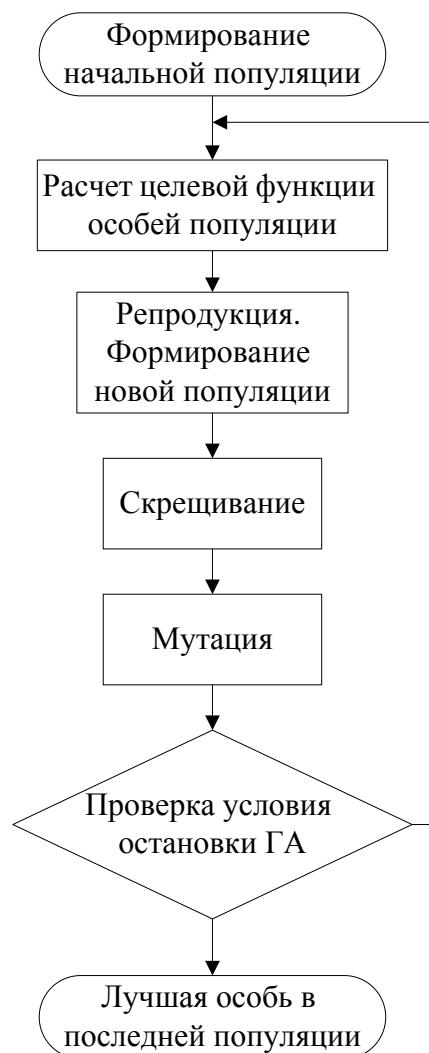 Формирование
начальной популяции
Расчет целевой функции
особей популяции
Репродукция.
Формирование
новой популяции
Скрещивание
Мутация
Проверка условия
остановки ГА
Лучшая особь в
последней популяции